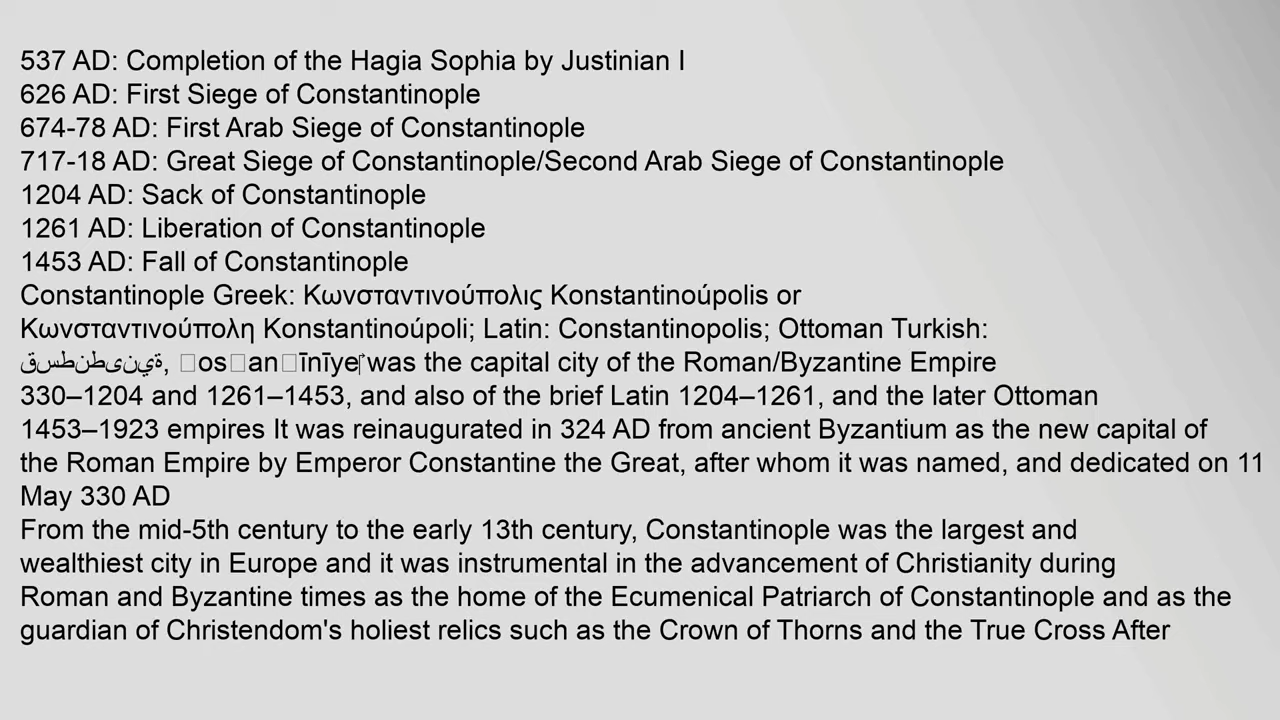 537 AD: Completion of the Hagia Sophia by Justinian I
626 AD: First Siege of Constantinople
674-78 AD: First Arab Siege of Constantinople
717-18 AD: Great Siege of Constantinople/Second Arab Siege of Constantinople
1204 AD: Sack of Constantinople
1261 AD: Liberation of Constantinople
1453 AD: Fall of Constantinople
Constantinople Greek: Κωνσταντινούπολις Konstantinoúpolis or
Κωνσταντινούπολη Konstantinoúpoli; Latin: Constantinopolis; Ottoman Turkish:
قسطنطينية, □os□an□īnīye was the capital city of the Roman/Byzantine Empire
330–1204 and 1261–1453, and also of the brief Latin 1204–1261, and the later Ottoman
1453–1923 empires It was reinaugurated in 324 AD from ancient Byzantium as the new capital of
the Roman Empire by Emperor Constantine the Great, after whom it was named, and dedicated on 11
May 330 AD
From the mid-5th century to the early 13th century, Constantinople was the largest and
wealthiest city in Europe and it was instrumental in the advancement of Christianity during
Roman and Byzantine times as the home of the Ecumenical Patriarch of Constantinople and as the
guardian of Christendom's holiest relics such as the Crown of Thorns and the True Cross After